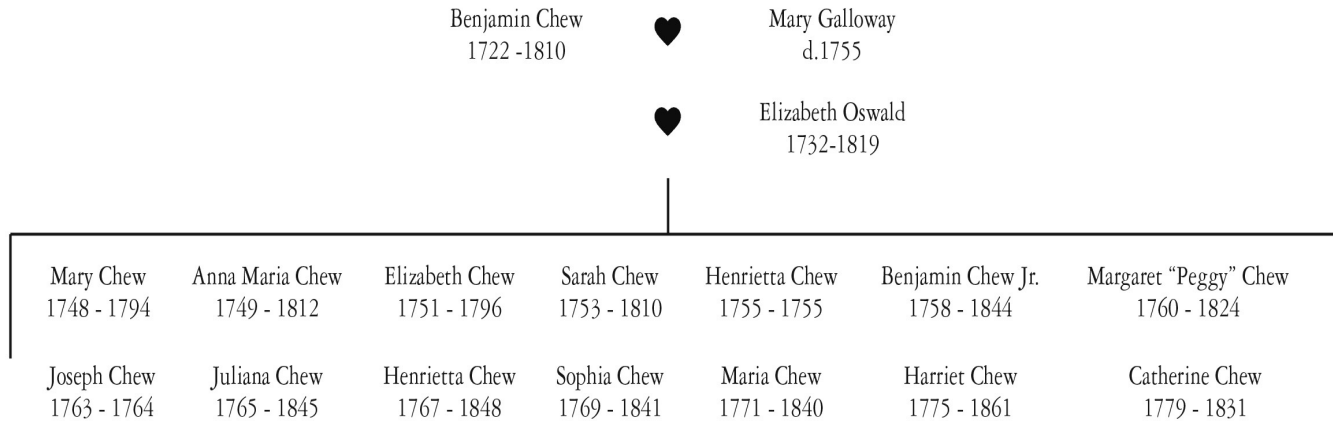 Benjamin Chew
1722 -1810
Mary Galloway
d.1755
Elizabeth Oswald
1732-1819
Mary Chew
1748 - 1794
Anna Maria Chew
1749 - 1812
Elizabeth Chew
1751 - 1796
Sarah Chew
1753 - 1810
Henrietta Chew
1755 - 1755
Benjamin Chew Jr.
1758 - 1844
Margaret “Peggy” Chew
1760 - 1824
Joseph Chew
1763 - 1764
Juliana Chew
1765 - 1845
Henrietta Chew
1767 - 1848
Sophia Chew
1769 - 1841
Maria Chew
1771 - 1840
Harriet Chew
1775 - 1861
Catherine Chew
1779 - 1831